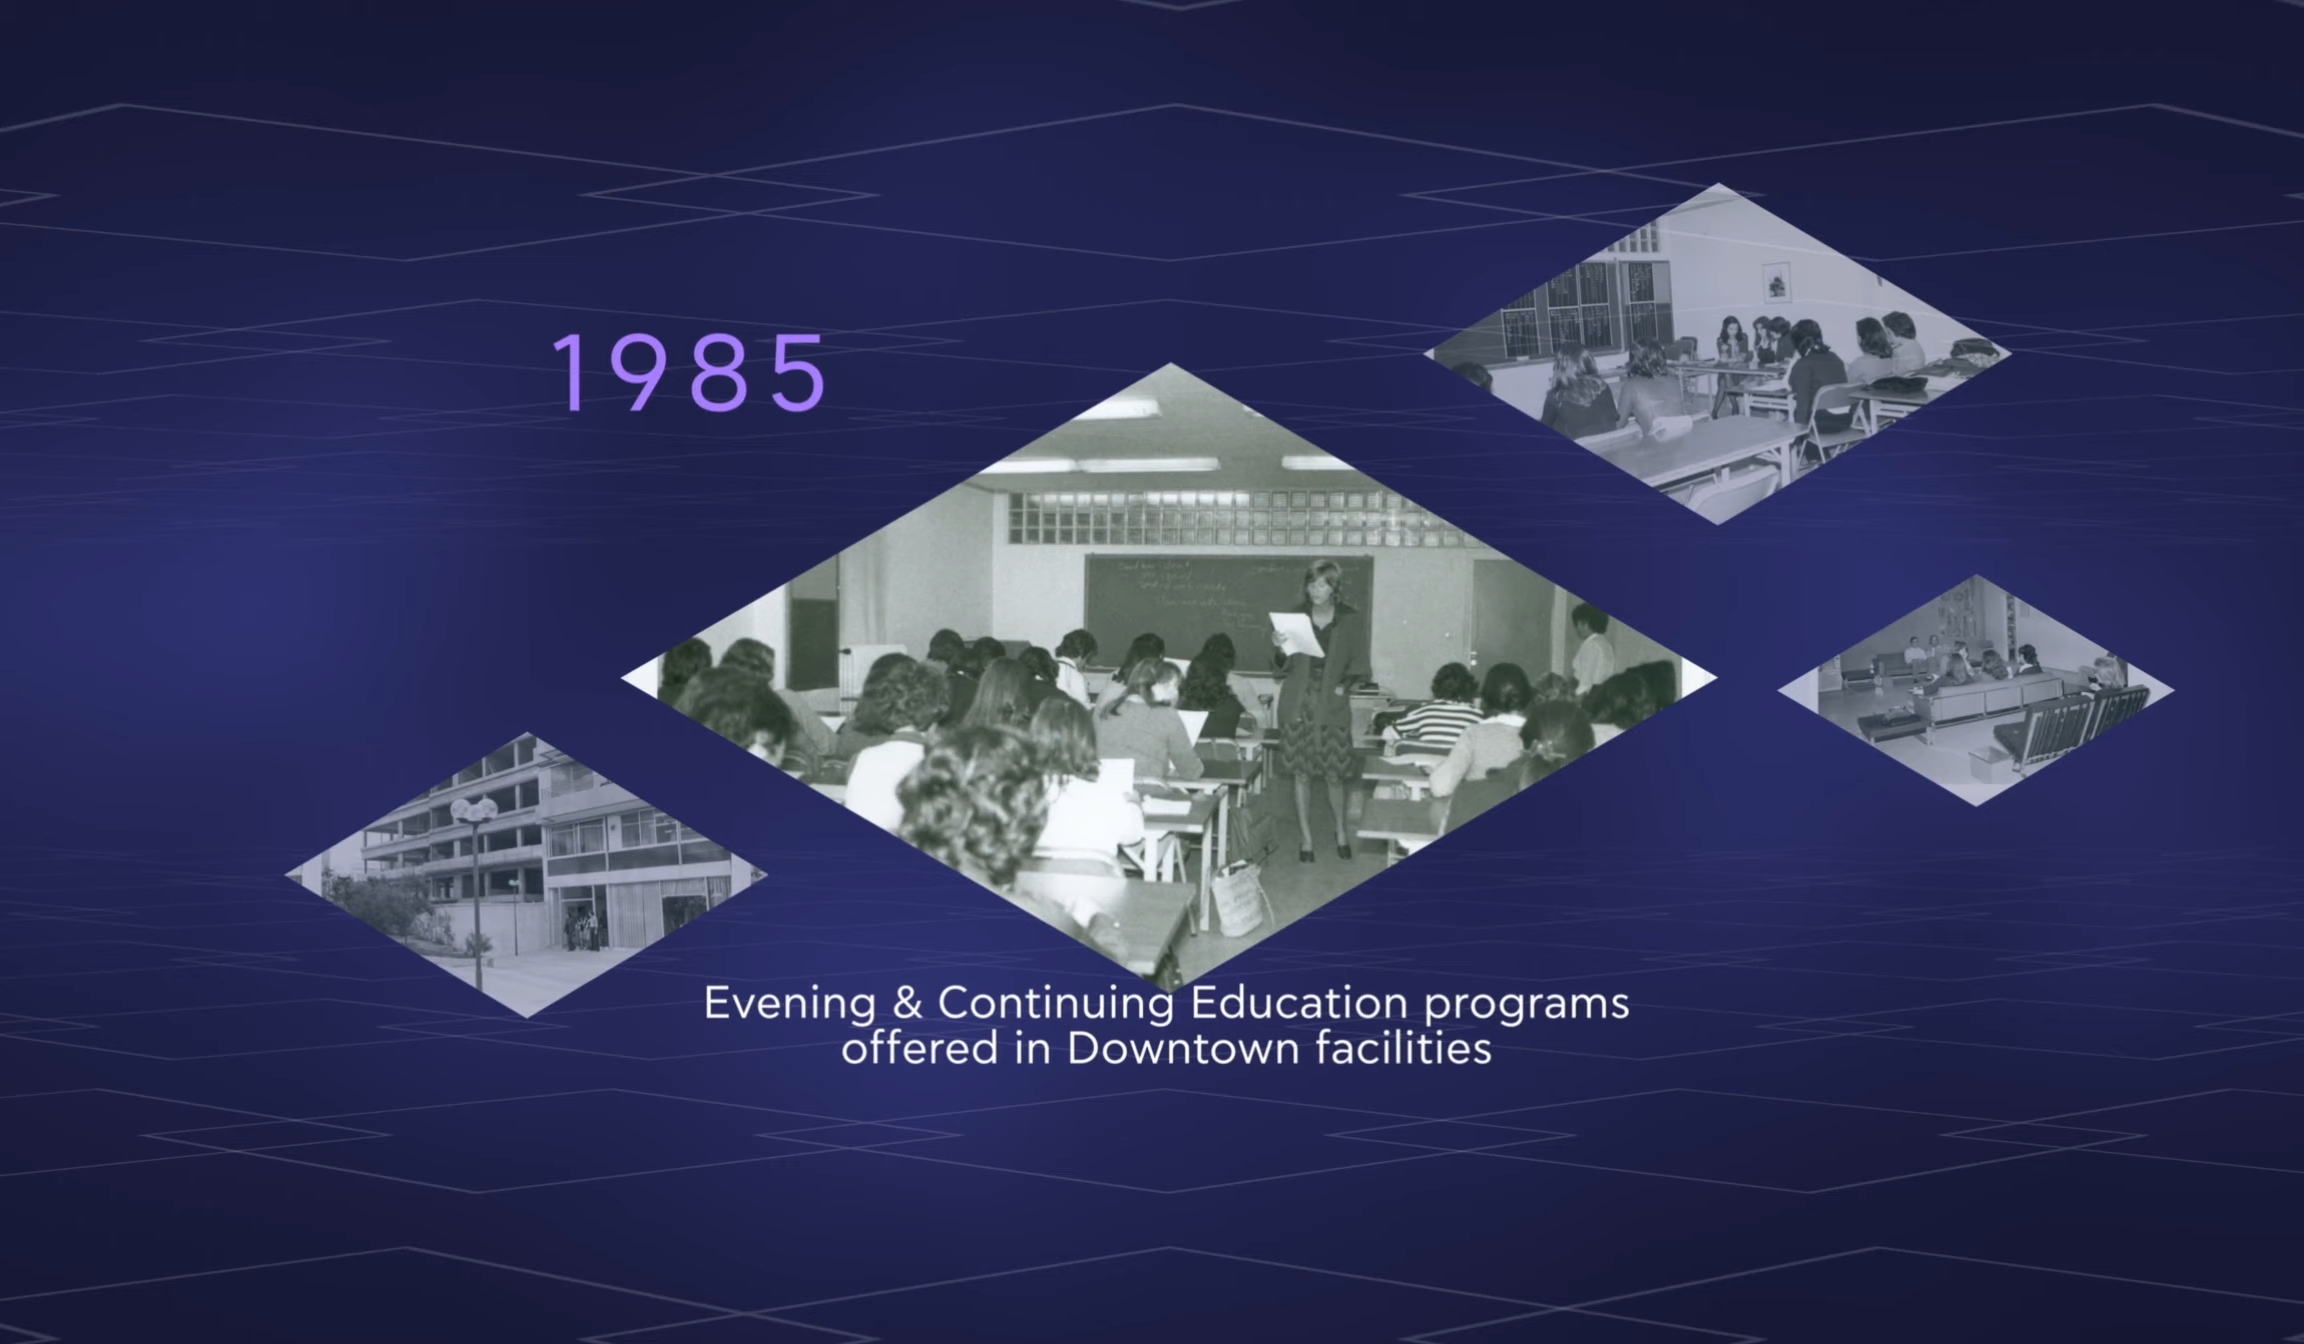 1985
Evening & Continuing Education programs
offered in Downtown facilities